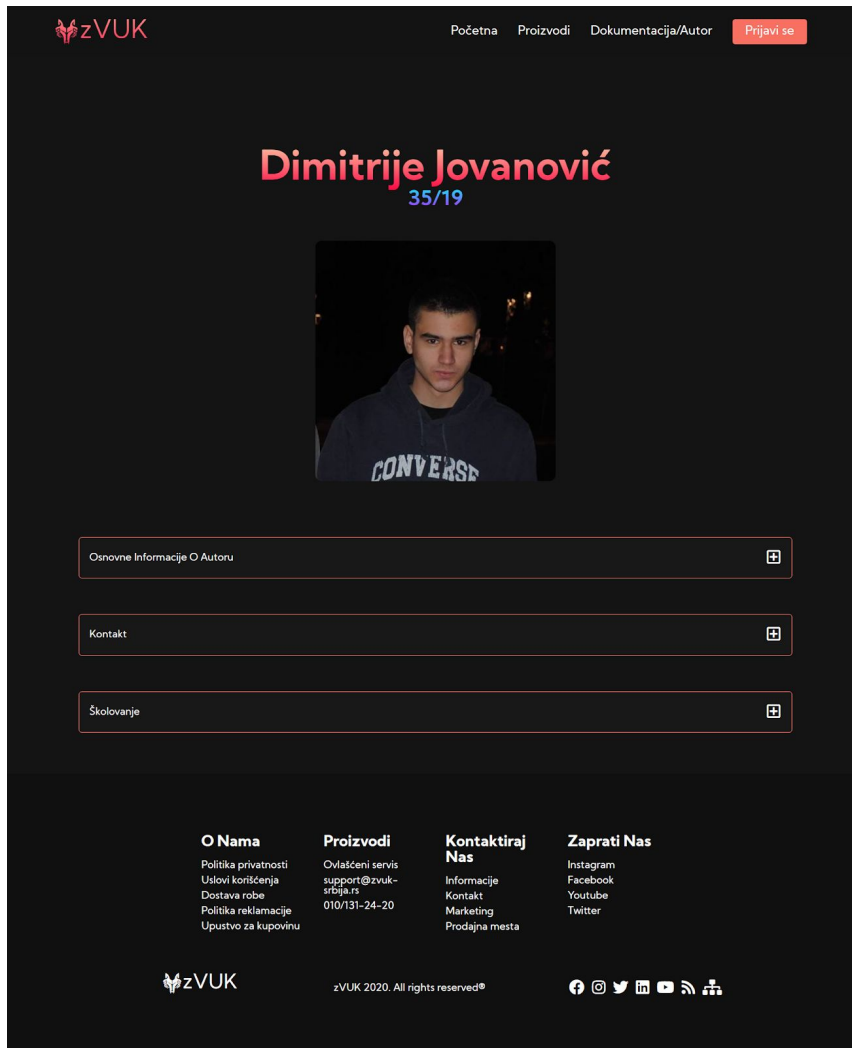 zVUK
Početna Proizvodi Dokumentacija/Autor Prijavi se
Dimitrije Jovanović
35/19
CONVERSE
Osnovne Informacije O Autoru
Kontakt
Školovanje
O Nama
Politika privatnosti
Uslovi korišćenja
Dostava robe
Politika reklamacije
Upustvo za kupovinu
Proizvodi
Ovlašćeni servis
support@zvuk-
srbija.rs
010/131-24-20
Kontaktiraj
Nas
Informacije
Kontakt
Marketing
Prodajna mesta
Zaprati Nas
Instagram
Facebook
Youtube
Twitter
zVUK
zVUK 2020. All rights reserved®